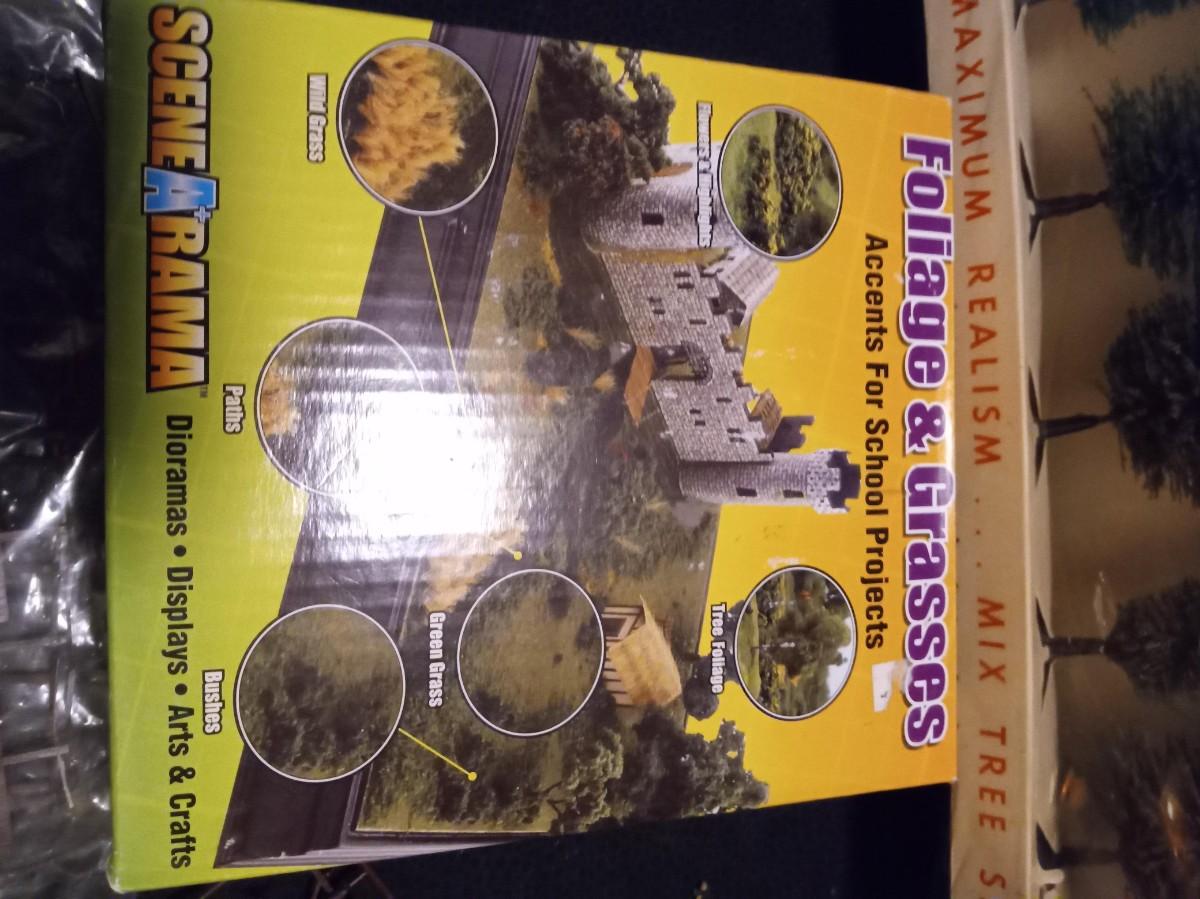 MAXIMUM REALISM . . . MIX TREE S
Foliage & Grasses
Accents For School Projects
Flowers & Highlights
Tree Foliage
Wild Grass
Green Grass
Paths
Bushes
SCENE-A-RAMA™
Dioramas • Displays • Arts & Crafts